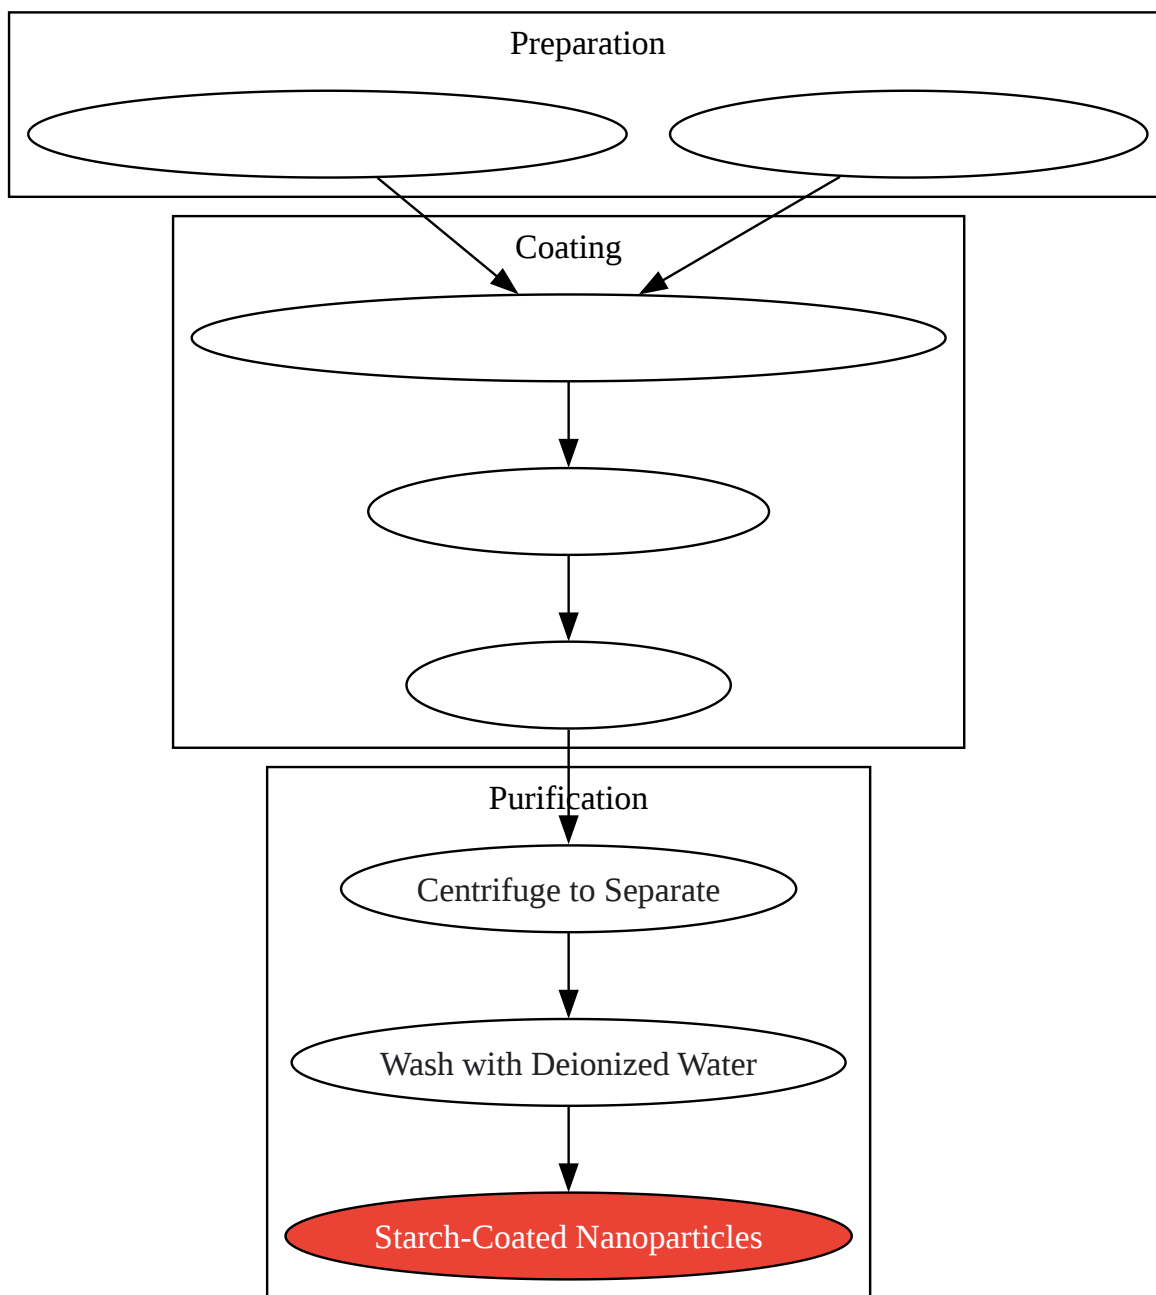 Preparation
Coating
Purification
Centrifuge to Separate
Wash with Deionized Water
Starch-Coated Nanoparticles